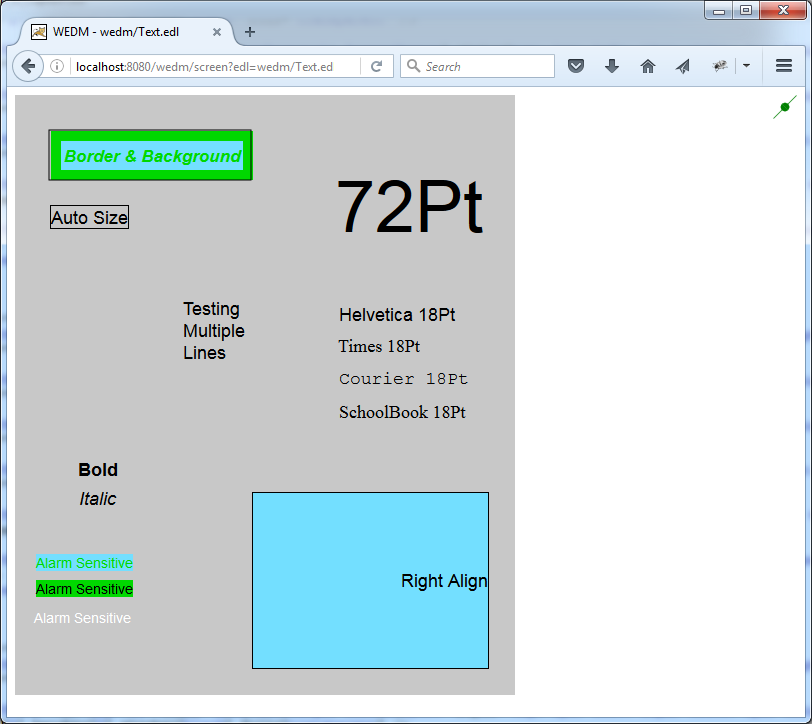 WEDM - wedm/Text.edl
localhost:8080/wedm/screen?edl=wedm/Text.ed
Search
Border & Background
72Pt
Auto Size
Testing
Multiple
Lines
Helvetica 18Pt
Times 18Pt
Courier 18Pt
SchoolBook 18Pt
Bold
Italic
Alarm Sensitive
Alarm Sensitive
Alarm Sensitive
Right Align